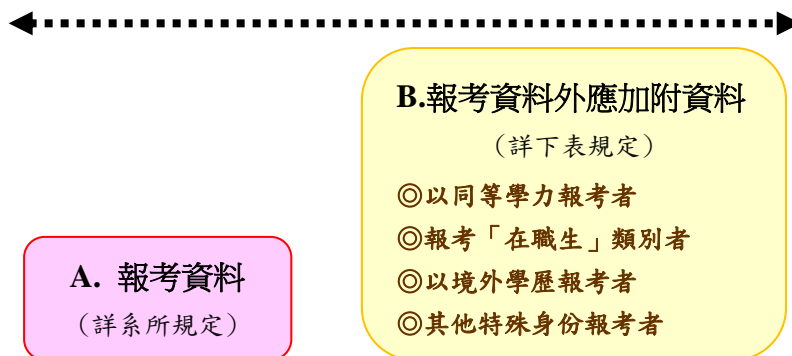 A. 報考資料
（詳系所規定）
B.報考資料外應加附資料
（詳下表規定）
◎以同等學力報考者
◎報考「在職生」類別者
◎以境外學歷報考者
◎其他特殊身份報考者